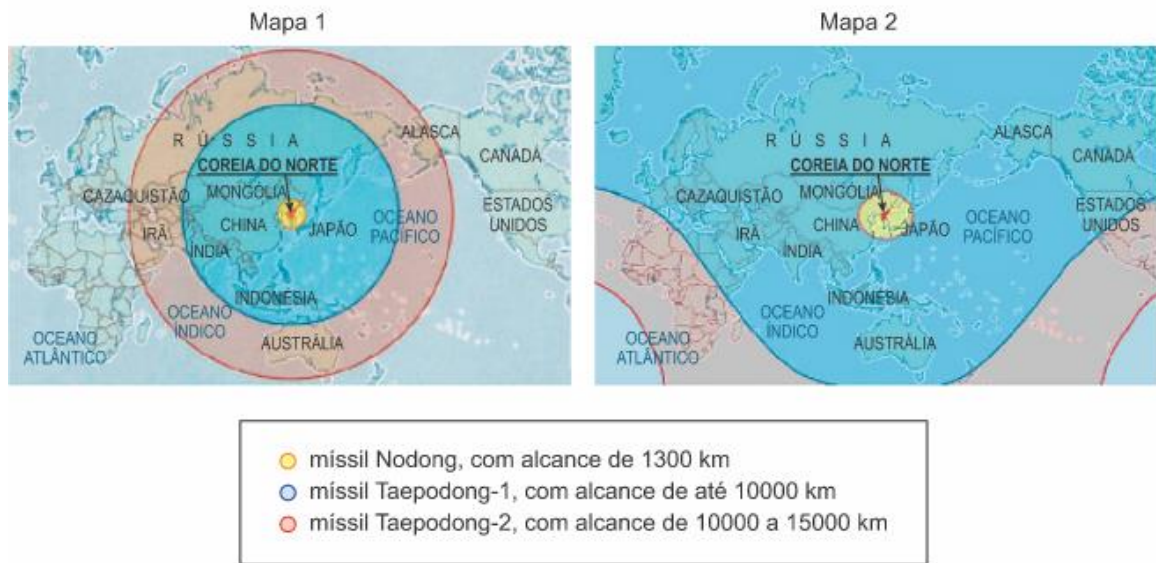 Mapa 1
RÚSSIA
ALASCA
CANADÁ
COREIA DO NORTE
CAZAQUISTÃO
MONGÓLIA
ESTADOS
UNIDOS
IRÃ
CHINA
JAPÃO
OCEANO
PACÍFICO
ÍNDIA
INDONÉSIA
OCEANO
ÍNDICO
OCEANO
ATLÂNTICO
AUSTRÁLIA
Mapa 2
RÚSSIA
ALASCA
CANADÁ
COREIA DO NORTE
CAZAQUISTÃO
MONGÓLIA
ESTADOS
UNIDOS
IRÃ
CHINA
JAPÃO
OCEANO
PACÍFICO
ÍNDIA
INDONÉSIA
OCEANO
ÍNDICO
OCEANO
ATLÂNTICO
AUSTRÁLIA
míssil Nodong, com alcance de 1300 km
míssil Taepodong-1, com alcance de até 10000 km
míssil Taepodong-2, com alcance de 10000 a 15000 km